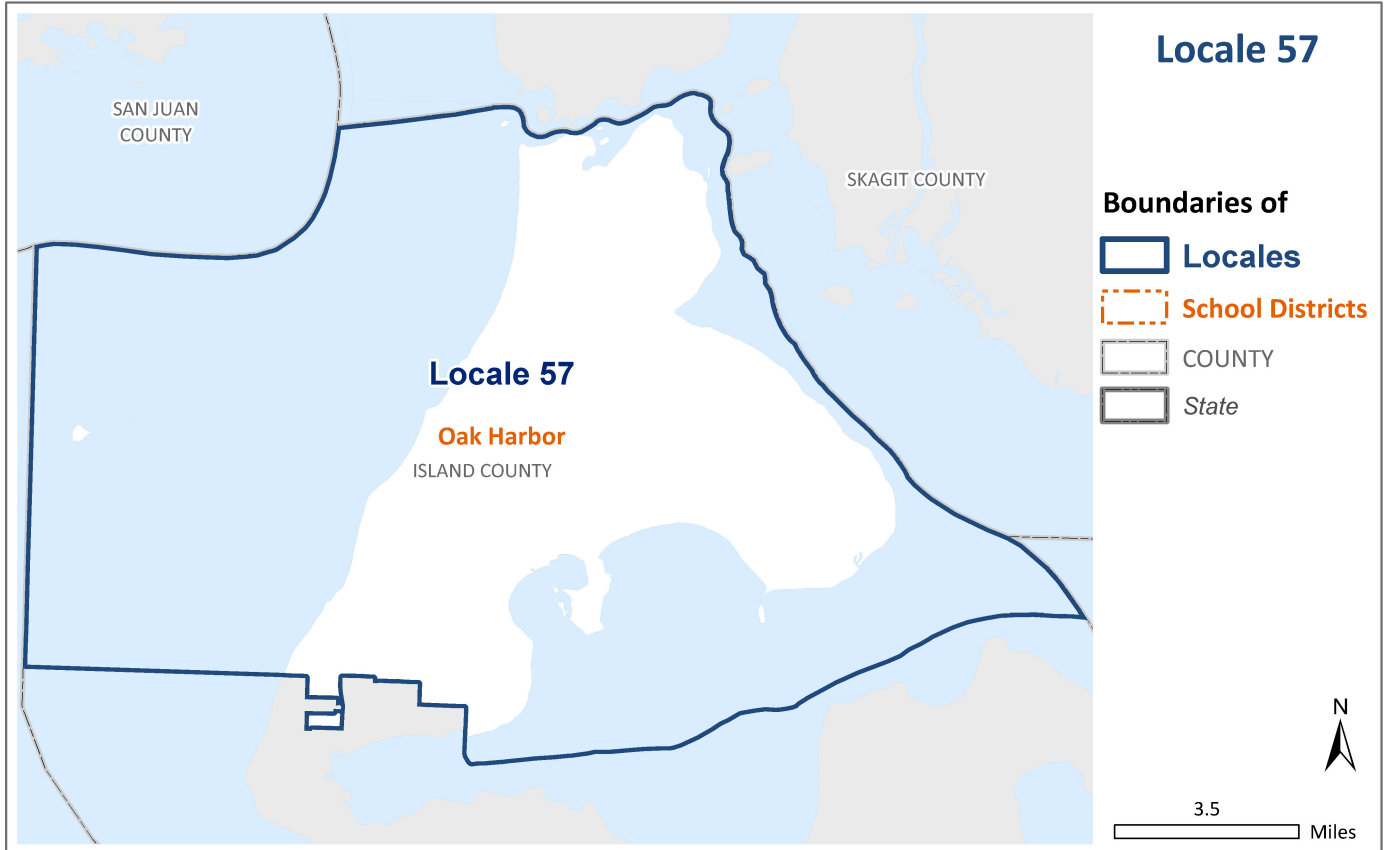 Locale 57
SAN JUAN
COUNTY
SKAGIT COUNTY
Locale 57
Oak Harbor
ISLAND COUNTY
Boundaries of
Locales
School Districts
COUNTY
State
N
3.5
Miles